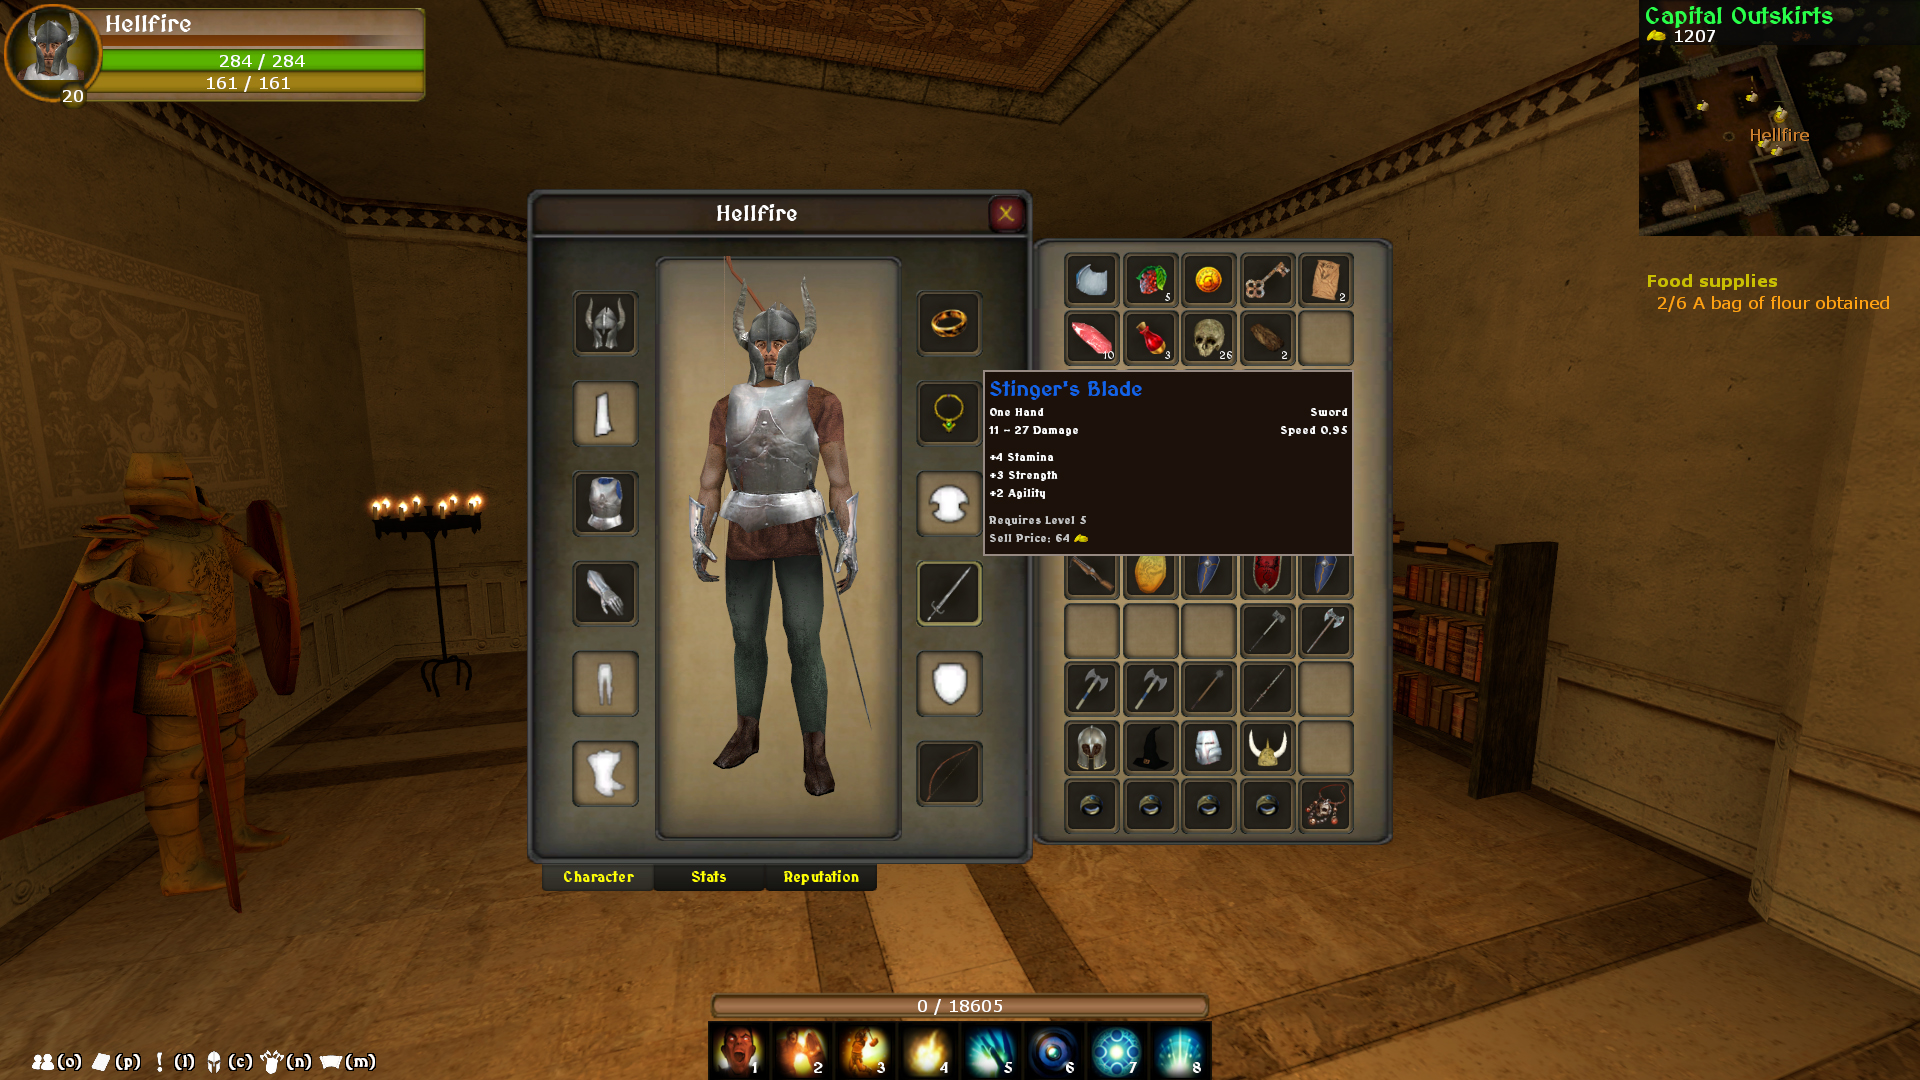 Hellfire
284 / 284
161 / 161
20
Capital Outskirts
1207
Hellfire
Food supplies
2/6 A bag of flour obtained
Hellfire
X
5
2
10
3
26
2
Stinger's Blade
One Hand Sword
11 - 27 Damage Speed 0.95
+4 Stamina
+3 Strength
+2 Agility
Requires Level 5
Sell Price: 64
Character Stats Reputation
0 / 18605
1 2 3 4 5 6 7 8
(o) (p) (l) (c) (n) (m)